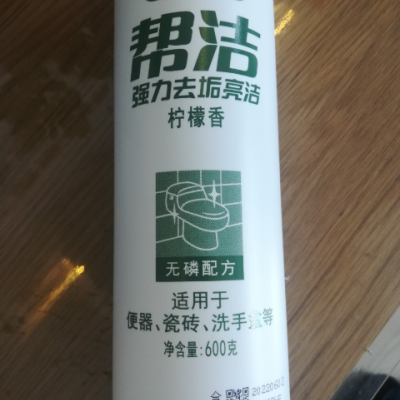 帮洁
强力去垢亮洁
柠檬香
无磷配方
适用于
便器、瓷砖、洗手盆等
净含量:600克
合